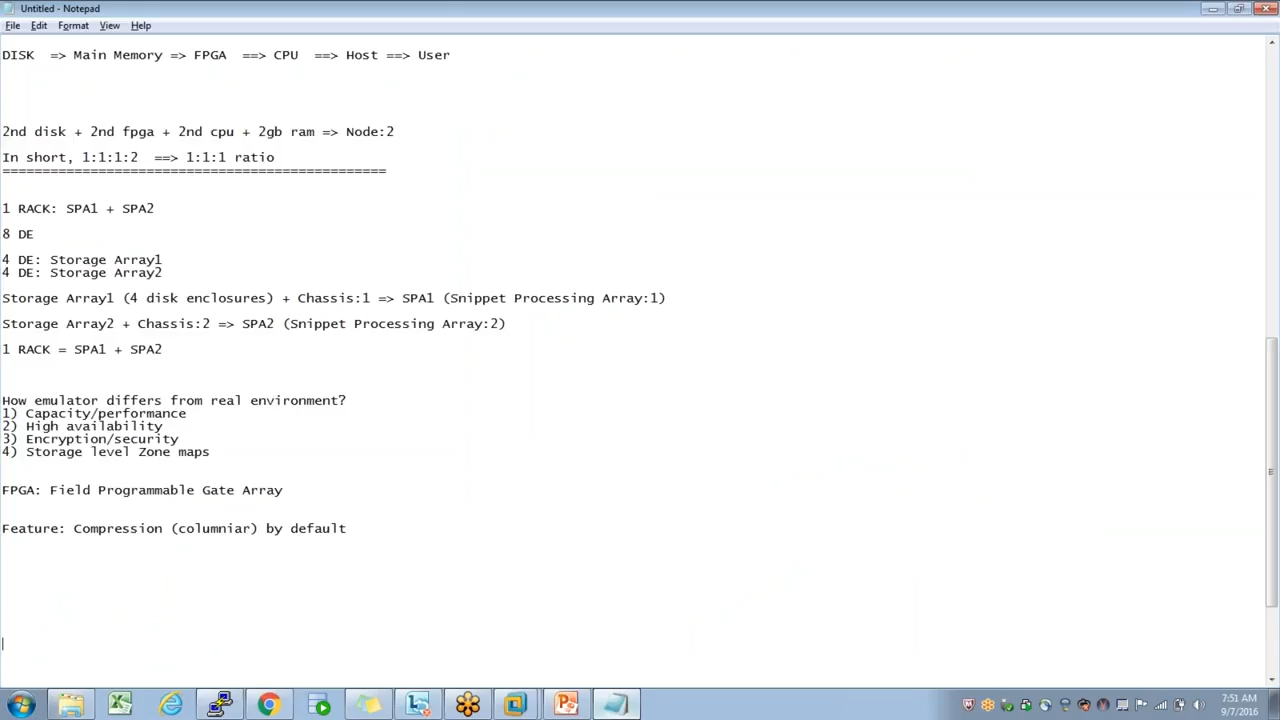 Untitled - Notepad
File Edit Format View Help
DISK => Main Memory => FPGA ==> CPU ==> Host ==> User
2nd disk + 2nd fpga + 2nd cpu + 2gb ram => Node:2
In short, 1:1:1:2 ==> 1:1:1 ratio
================================================
1 RACK: SPA1 + SPA2
8 DE
4 DE: Storage Array1
4 DE: Storage Array2
Storage Array1 (4 disk enclosures) + Chassis:1 => SPA1 (Snippet Processing Array:1)
Storage Array2 + Chassis:2 => SPA2 (Snippet Processing Array:2)
1 RACK = SPA1 + SPA2
How emulator differs from real environment?
1) Capacity/performance
2) High availability
3) Encryption/security
4) Storage level Zone maps
FPGA: Field Programmable Gate Array
Feature: Compression (columniar) by default
7:51 AM
9/7/2016